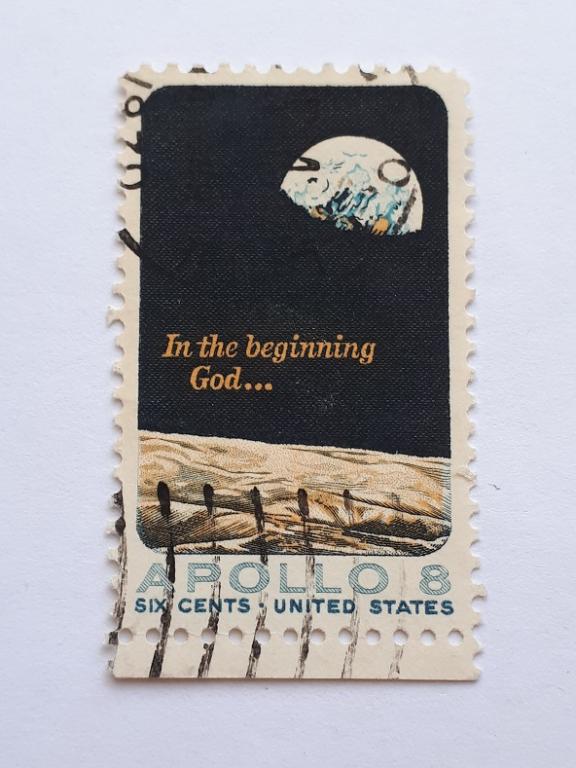 In the beginning
God...
APOLLO 8
SIX CENTS · UNITED STATES